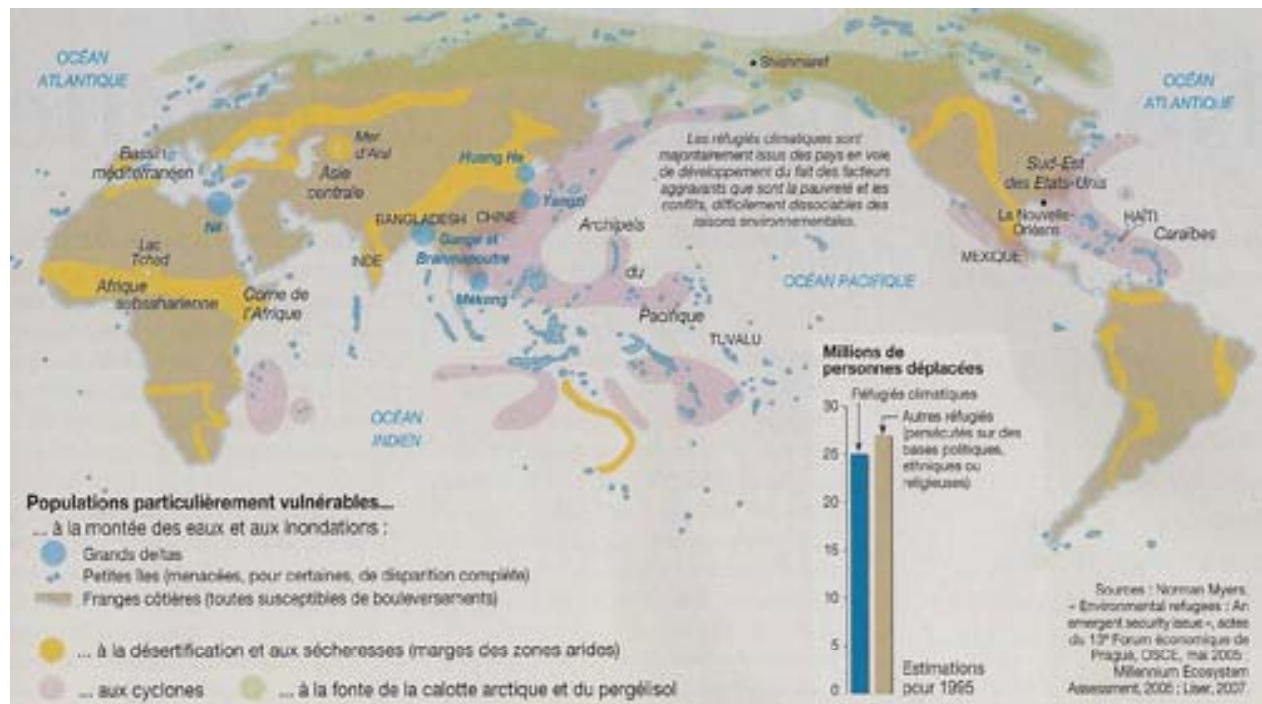 OCÉAN
ATLANTIQUE
Shishmaref
OCÉAN
ATLANTIQUE
Bassin
méditerranéen
Mer
d'Aral
Asie
centrale
Huang He
Les réfugiés climatiques sont
majoritairement issus des pays en voie
de développement du fait des facteurs
aggravants que sont la pauvreté et les
conflits, difficilement dissociables des
raisons environnementales.
Sud-Est
des Etats-Unis
Nil
BANGLADESH
CHINE
Yangzi
Archipels
La Nouvelle-
Orléans
HAÏTI
Caraïbes
Lac
Tchad
INDE
Gange et
Brahmapoutre
du
MEXIQUE
Afrique
subsaharienne
Corne de
l'Afrique
Mékong
Pacifique
OCÉAN PACIFIQUE
TUVALU
OCÉAN
INDIEN
Millions de
personnes déplacées
Réfugiés climatiques
30
Autres réfugiés
(persécutés sur des
bases politiques,
ethniques ou
religieuses)
25
20
15
10
5
0
Estimations
pour 1995
Populations particulièrement vulnérables...
... à la montée des eaux et aux inondations :
Grands deltas
Petites îles (menacées, pour certaines, de disparition complète)
Franges côtières (toutes susceptibles de bouleversements)
... à la désertification et aux sécheresses (marges des zones arides)
... aux cyclones
... à la fonte de la calotte arctique et du pergélisol
Sources : Norman Myers,
« Environmental refugees : An
emergent security issue », actes
du 13e Forum économique de
Prague, OSCE, mai 2005 ;
Millennium Ecosystem
Assessment, 2005 ; Liser, 2007.